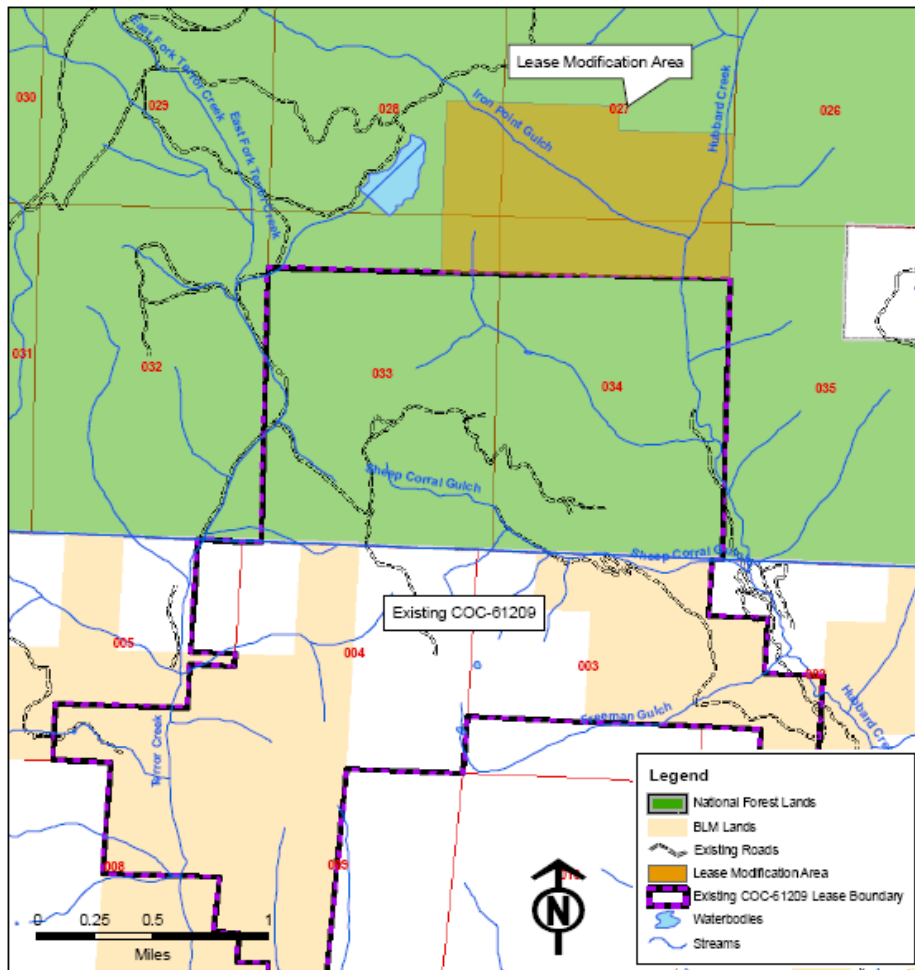 East Fork Terror Creek
Lease Modification Area
030
029
028
027
026
Iron Point Gulch
Hubbard Creek
East Fork Terror Creek
031
032
033
034
035
Sheep Corral Gulch
Sheep Corral Gulch
Existing COC-61209
005
004
003
Terror Creek
Freeman Gulch
Hubbard Cree
008
009
Legend
National Forest Lands
BLM Lands
Existing Roads
Lease Modification Area
Existing COC-61209 Lease Boundary
Waterbodies
Streams
N
0 0.25 0.5 1
Miles